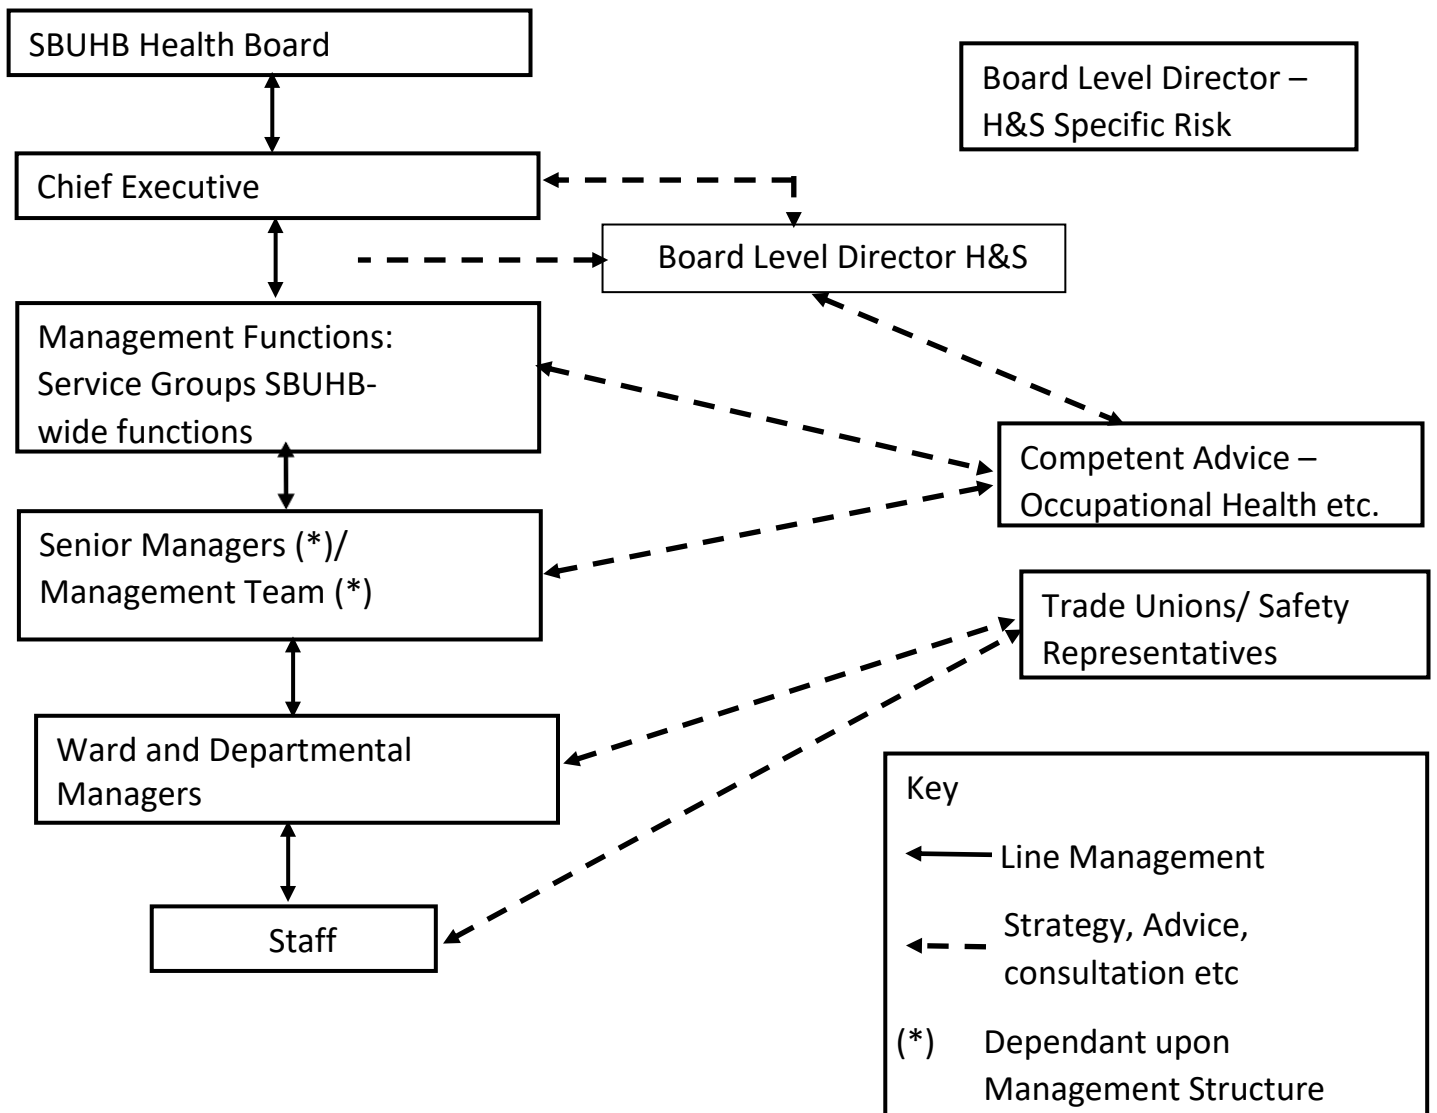 SBUHB Health Board
Board Level Director –
H&S Specific Risk
Chief Executive
Board Level Director H&S
Management Functions:
Service Groups SBUHB-
wide functions
Competent Advice –
Occupational Health etc.
Senior Managers (*)/
Management Team (*)
Trade Unions/ Safety
Representatives
Ward and Departmental
Managers
Staff
Key
Line Management
Strategy, Advice,
consultation etc
(*) Dependant upon
Management Structure